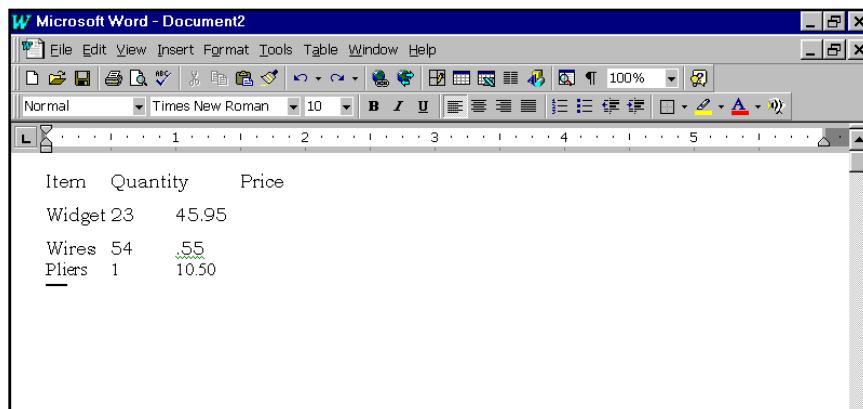 Microsoft Word - Document2
File Edit View Insert Format Tools Table Window Help
ABC 100%
Normal Times New Roman 10 B I U A
L 1 2 3 4 5
Item Quantity Price
Widget 23 45.95
Wires 54 .55
Pliers 1 10.50